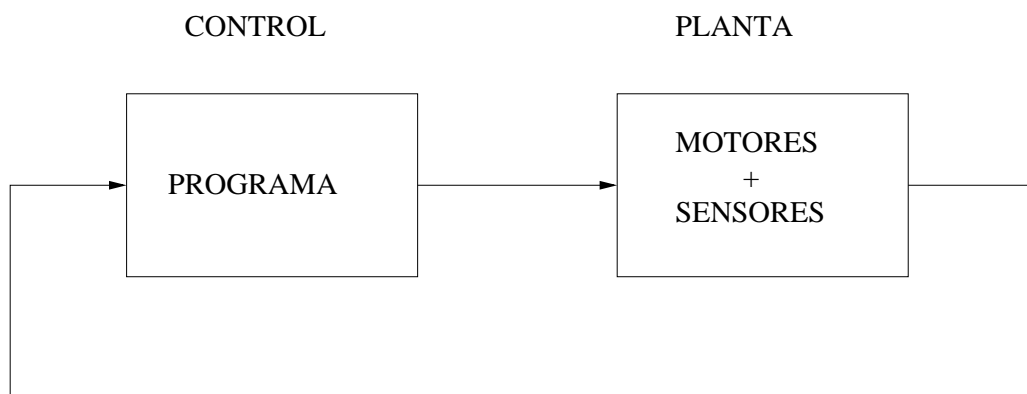 CONTROL
PLANTA
PROGRAMA
MOTORES
+
SENSORES